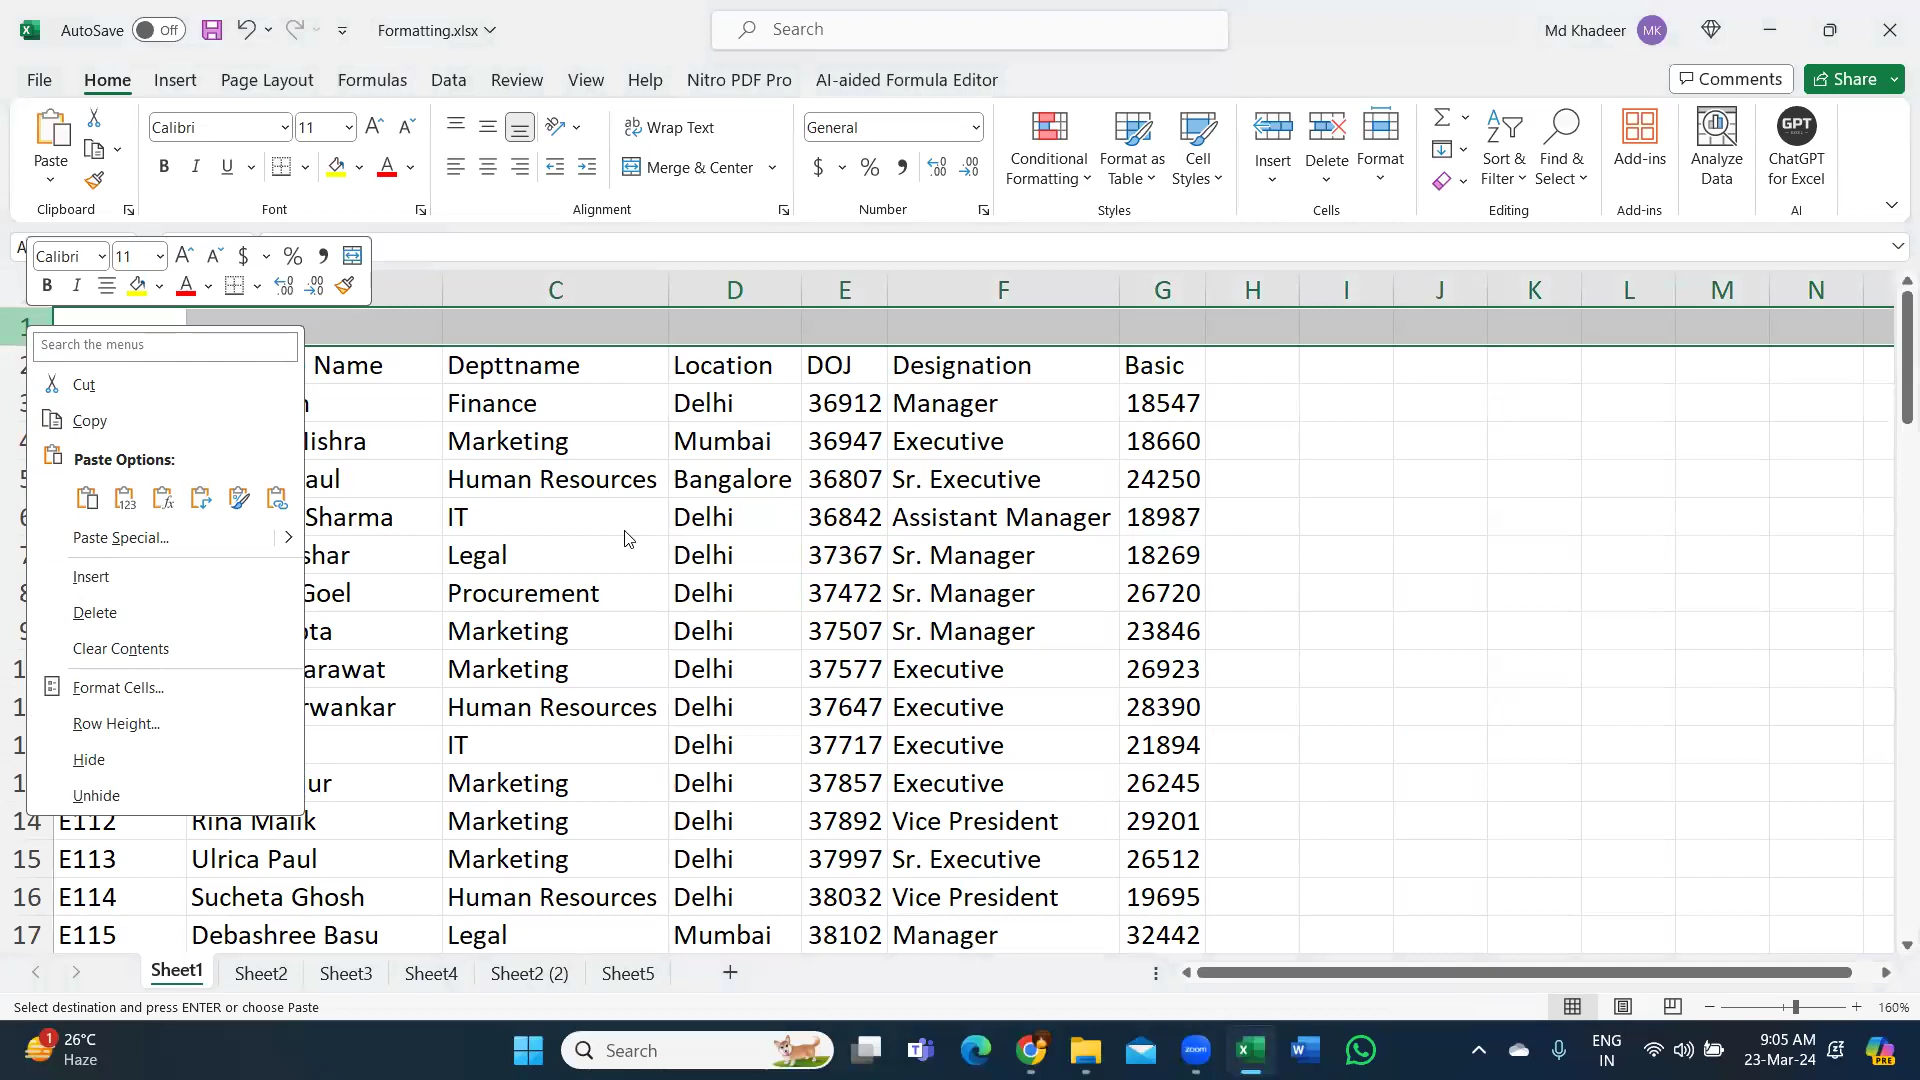 AutoSave Off Formatting.xlsx Search Md Khadeer MK
File Home Insert Page Layout Formulas Data Review View Help Nitro PDF Pro AI-aided Formula Editor Comments Share
Paste Calibri 11 Wrap Text General Conditional Formatting Format as Table Cell Styles Insert Delete Format Sort & Filter Find & Select Add-ins Analyze Data GPT ChatGPT for Excel
B I U Merge & Center $ %
Clipboard Font Alignment Number Styles Cells Editing Add-ins AI
Calibri 11 $ %
B I
C D E F G H I J K L M N
1
Search the menus
Cut
Copy
Paste Options:
Paste Special...
Insert
Delete
Clear Contents
Format Cells...
Row Height...
Hide
Unhide
Name Depttname Location DOJ Designation Basic
Finance Delhi 36912 Manager 18547
Marketing Mumbai 36947 Executive 18660
Human Resources Bangalore 36807 Sr. Executive 24250
Sharma IT Delhi 36842 Assistant Manager 18987
Legal Delhi 37367 Sr. Manager 18269
Goel Procurement Delhi 37472 Sr. Manager 26720
Marketing Delhi 37507 Sr. Manager 23846
Marketing Delhi 37577 Executive 26923
Human Resources Delhi 37647 Executive 28390
IT Delhi 37717 Executive 21894
Marketing Delhi 37857 Executive 26245
14 E112 Rina Malik Marketing Delhi 37892 Vice President 29201
15 E113 Ulrica Paul Marketing Delhi 37997 Sr. Executive 26512
16 E114 Sucheta Ghosh Human Resources Delhi 38032 Vice President 19695
17 E115 Debashree Basu Legal Mumbai 38102 Manager 32442
Sheet1 Sheet2 Sheet3 Sheet4 Sheet2 (2) Sheet5
Select destination and press ENTER or choose Paste 160%
1 26°C Haze Search zoom ENG IN 9:05 AM 23-Mar-24 PRE